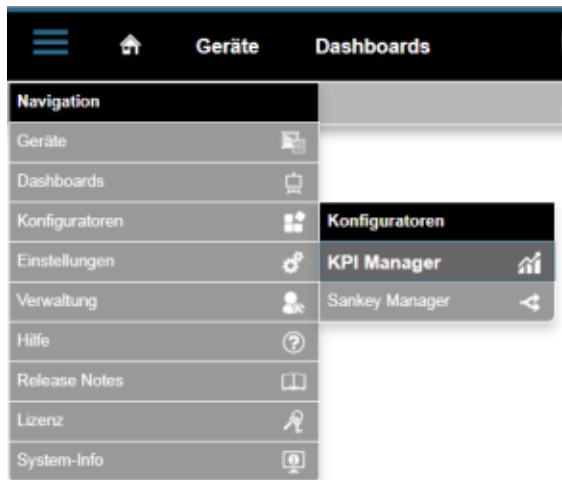 Geräte Dashboards
Navigation
Geräte
Dashboards
Konfiguratoren
Konfiguratoren
Einstellungen
KPI Manager
Verwaltung
Sankey Manager
Hilfe
Release Notes
Lizenz
System-Info